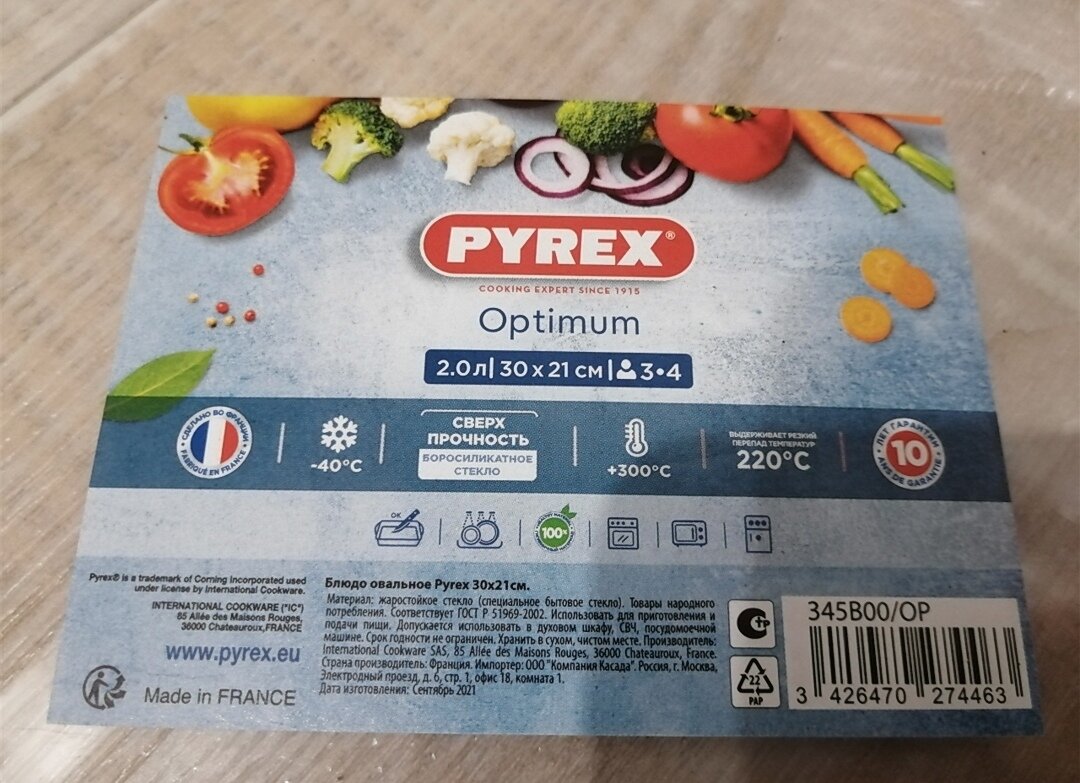 PYREX®
COOKING EXPERT SINCE 1915
Optimum
2.0л| 30 x 21 см | 3•4
СДЕЛАНО ВО ФРАНЦИИ
FABRIQUÉ EN FRANCE
-40°C
СВЕРХ
ПРОЧНОСТЬ
БОРОСИЛИКАТНОЕ
СТЕКЛО
+300°C
ВЫДЕРЖИВАЕТ РЕЗКИЙ
ПЕРЕПАД ТЕМПЕРАТУР
220°C
ЛЕТ ГАРАНТИИ
10
ANS DE GARANTIE
OK
100%
Pyrex® is a trademark of Corning Incorporated used
under license by International Cookware.
INTERNATIONAL COOKWARE ("IC")
85 Allée des Maisons Rouges,
36000 Chateauroux,FRANCE
www.pyrex.eu
Made in FRANCE
Блюдо овальное Pyrex 30x21см.
Материал: жаростойкое стекло (специальное бытовое стекло). Товары народного
потребления. Соответствует ГОСТ Р 51969-2002. Использовать для приготовления и
подачи пищи. Допускается использовать в духовом шкафу, СВЧ, посудомоечной
машине. Срок годности не ограничен. Хранить в сухом, чистом месте. Производитель:
International Cookware SAS, 85 Allée des Maisons Rouges, 36000 Chateauroux, France.
Страна производитель: Франция. Импортер: ООО "Компания Касада". Россия, г. Москва,
Электродный проезд, д. 6, стр. 1, офис 18, комната 1.
Дата изготовления: Сентябрь 2021
22
PAP
345B00/OP
3 426470 274463